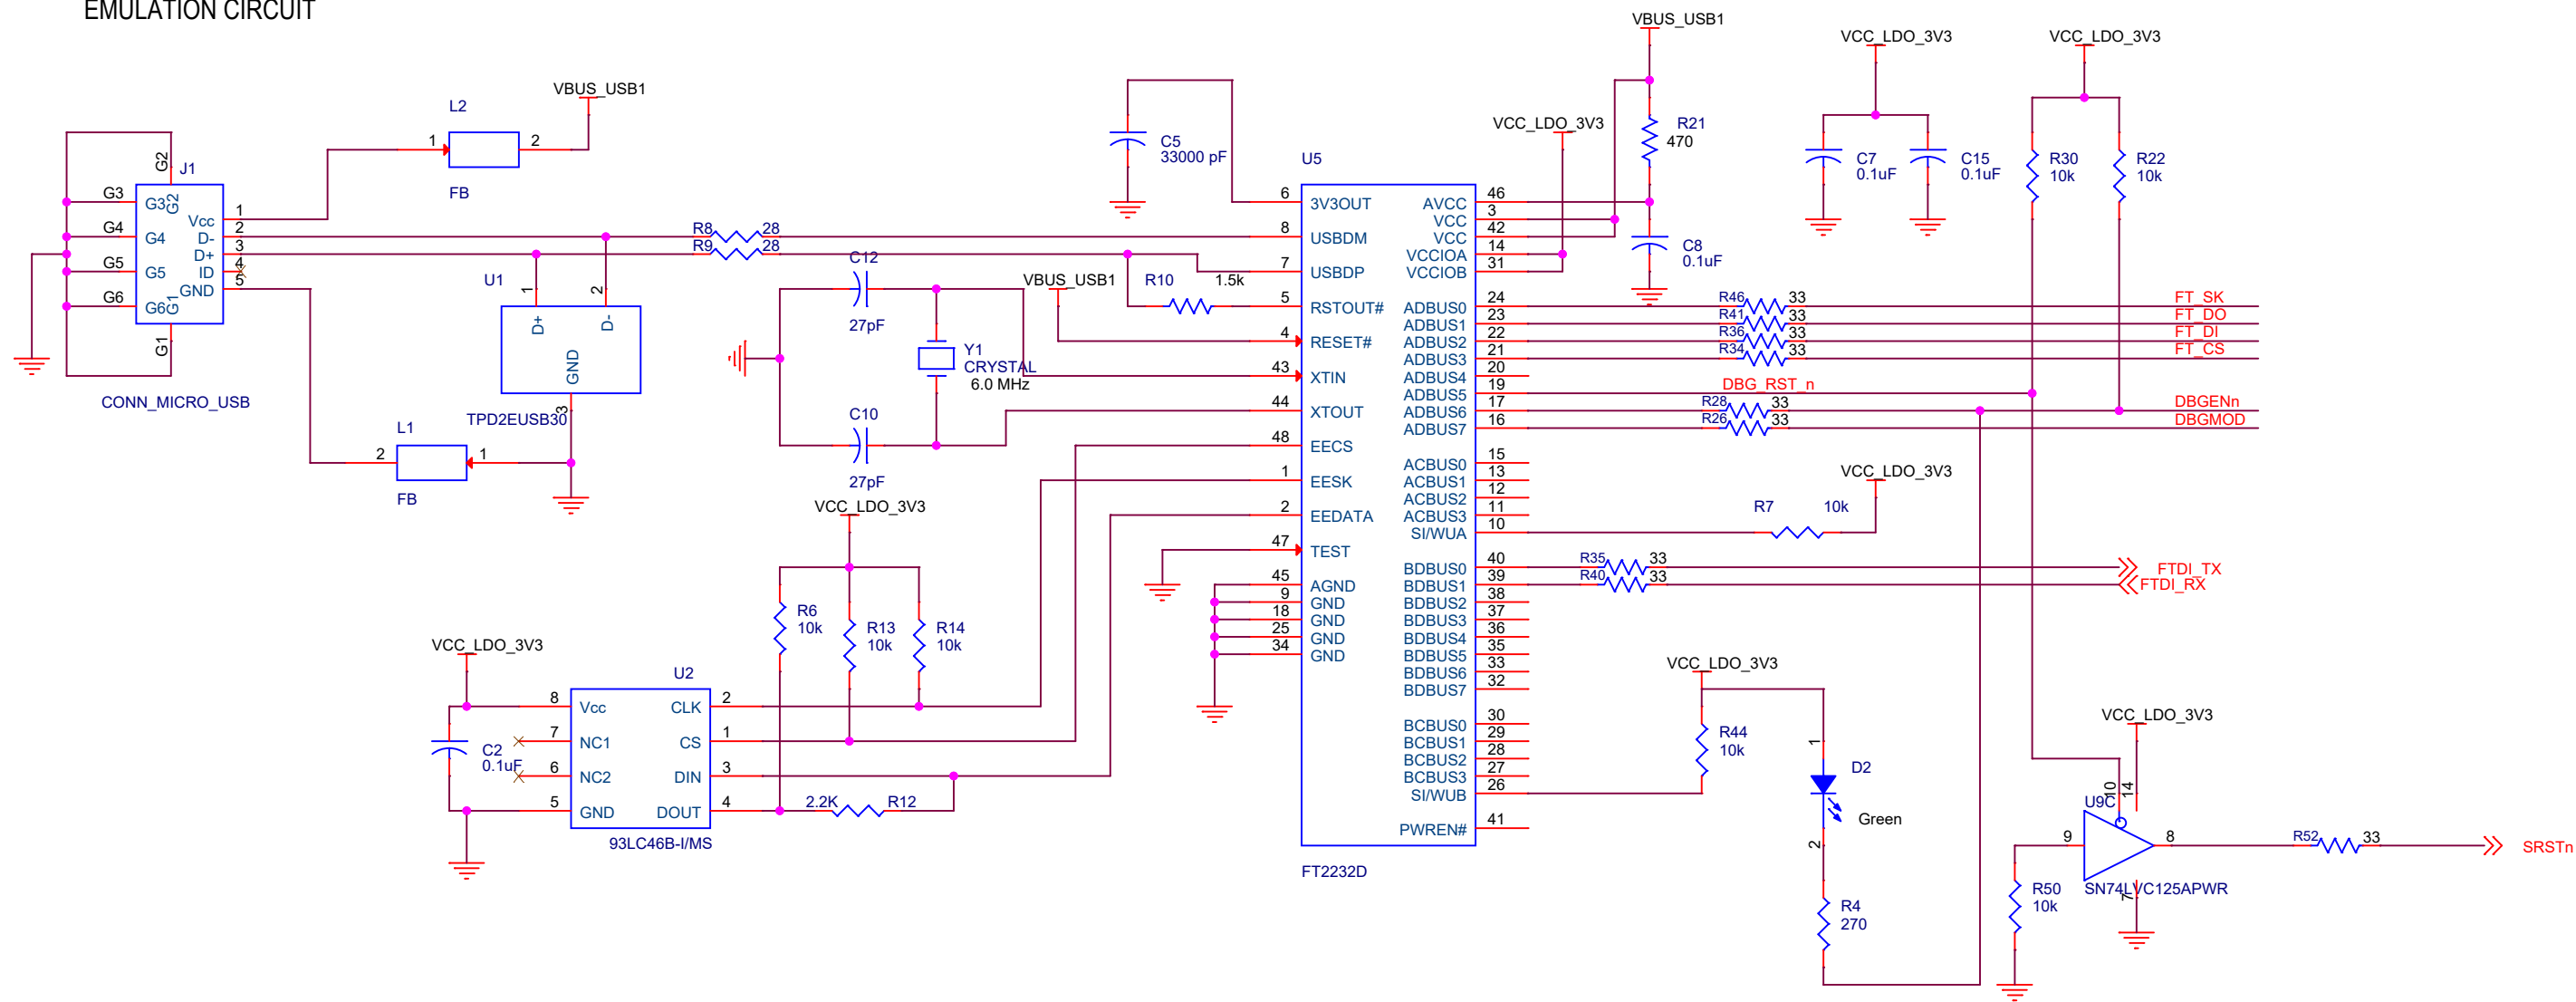 EMULATION CIRCUIT
VBUS_USB1
L2
1
2
FB
J1
G2
G3
G4
G5
G6
G1
G3
G2
G4
G5
G6
G1
Vcc
D-
D+
ID
GND
1
2
3
4
5
CONN_MICRO_USB
R8
28
R9
28
U1
1
2
D+
D-
GND
3
TPD2EUSB30
L1
2
1
FB
C5
33000 pF
C12
27pF
Y1
CRYSTAL
6.0 MHz
C10
27pF
VBUS_USB1
R10
1.5k
VCC_LDO_3V3
R6
10k
R13
10k
R14
10k
VCC_LDO_3V3
C2
0.1uF
U2
8
7
6
5
Vcc
NC1
NC2
GND
CLK
CS
DIN
DOUT
2
1
3
4
93LC46B-I/MS
2.2K
R12
U5
6
3V3OUT
8
USBDM
7
USBDP
5
RSTOUT#
4
RESET#
43
XTIN
44
XTOUT
48
EECS
1
EESK
2
EEDATA
47
TEST
45
AGND
9
GND
18
GND
25
GND
34
GND
AVCC
46
VCC
3
VCC
42
VCCIOA
14
VCCIOB
31
ADBUS0
24
ADBUS1
23
ADBUS2
22
ADBUS3
21
ADBUS4
20
ADBUS5
19
ADBUS6
17
ADBUS7
16
ACBUS0
15
ACBUS1
13
ACBUS2
12
ACBUS3
11
SI/WUA
10
BDBUS0
40
BDBUS1
39
BDBUS2
38
BDBUS3
37
BDBUS4
36
BDBUS5
35
BDBUS6
33
BDBUS7
32
BCBUS0
30
BCBUS1
29
BCBUS2
28
BCBUS3
27
SI/WUB
26
PWREN#
41
FT2232D
VBUS_USB1
VCC_LDO_3V3
R21
470
C8
0.1uF
VCC_LDO_3V3
C7
0.1uF
C15
0.1uF
VCC_LDO_3V3
R30
10k
R22
10k
R46
33
FT_SK
R41
33
FT_DO
R36
33
FT_DI
R34
33
FT_CS
DBG_RST_n
R28
33
DBGENn
R26
33
DBGMOD
VCC_LDO_3V3
R7
10k
R35
33
FTDI_TX
R40
33
FTDI_RX
VCC_LDO_3V3
R44
10k
1
D2
Green
2
R4
270
VCC_LDO_3V3
10
14
U9C
9
8
7
SN74LVC125APWR
R50
10k
R52
33
SRSTn